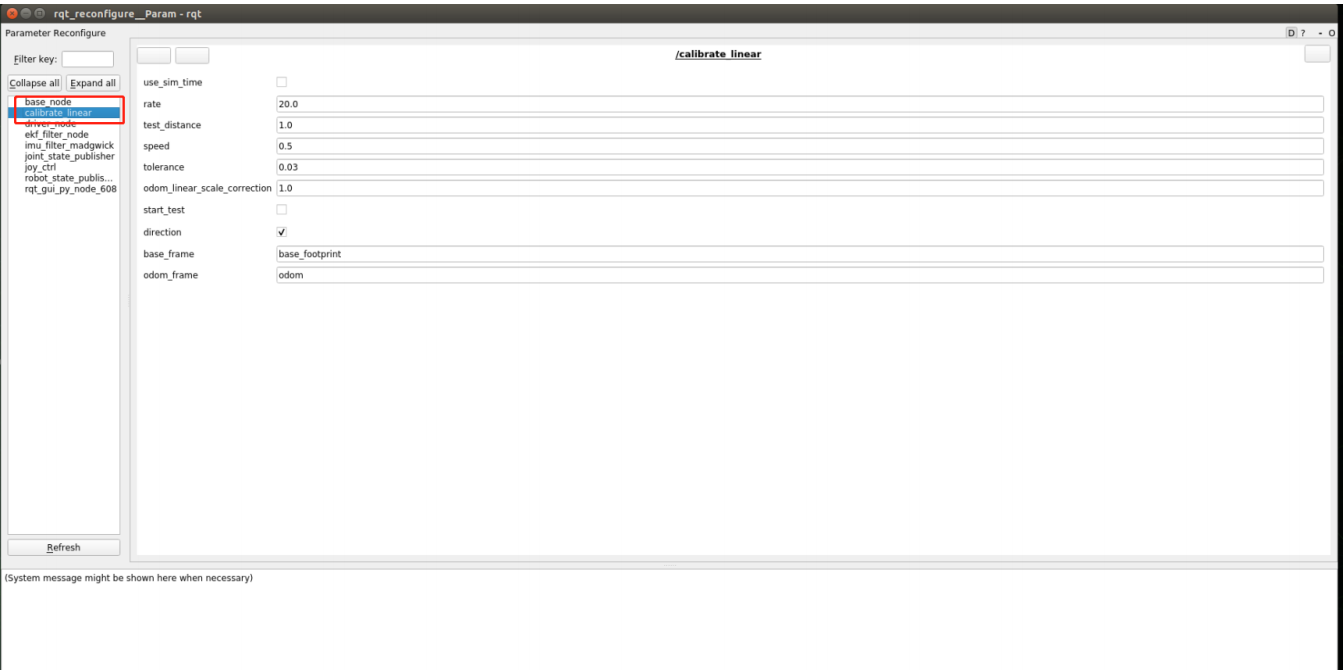 rqt_reconfigure__Param - rqt
Parameter Reconfigure
D ? - O
Filter key:
Collapse all Expand all
base_node
calibrate_linear
driver_node
ekf_filter_node
imu_filter_madgwick
joint_state_publisher
joy_ctrl
robot_state_publis...
rqt_gui_py_node_608
Refresh
/calibrate_linear
use_sim_time
rate 20.0
test_distance 1.0
speed 0.5
tolerance 0.03
odom_linear_scale_correction 1.0
start_test
direction
base_frame base_footprint
odom_frame odom
(System message might be shown here when necessary)